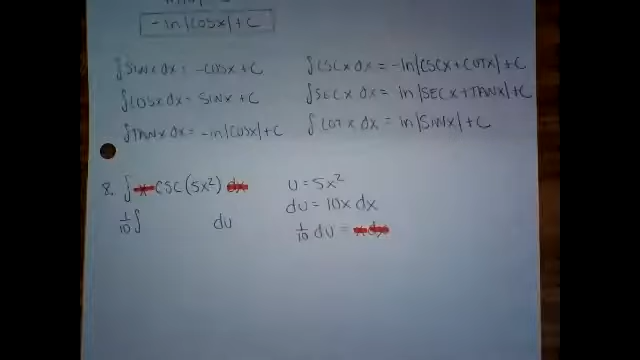 -ln|COSX|+C
∫SINX dX = -COSX + C
∫CSCX dX = -ln|CSCX + COTX| + C
∫COSX dX = SINX + C
∫SECX dX = ln|SECX + TANX| + C
∫TANX dX = -ln|COSX| + C
∫COTX dX = ln|SINX| + C
8. ∫ X CSC(5X²) dX
U = 5X²
1/10 ∫ dU
dU = 10X dX
1/10 dU = X dX